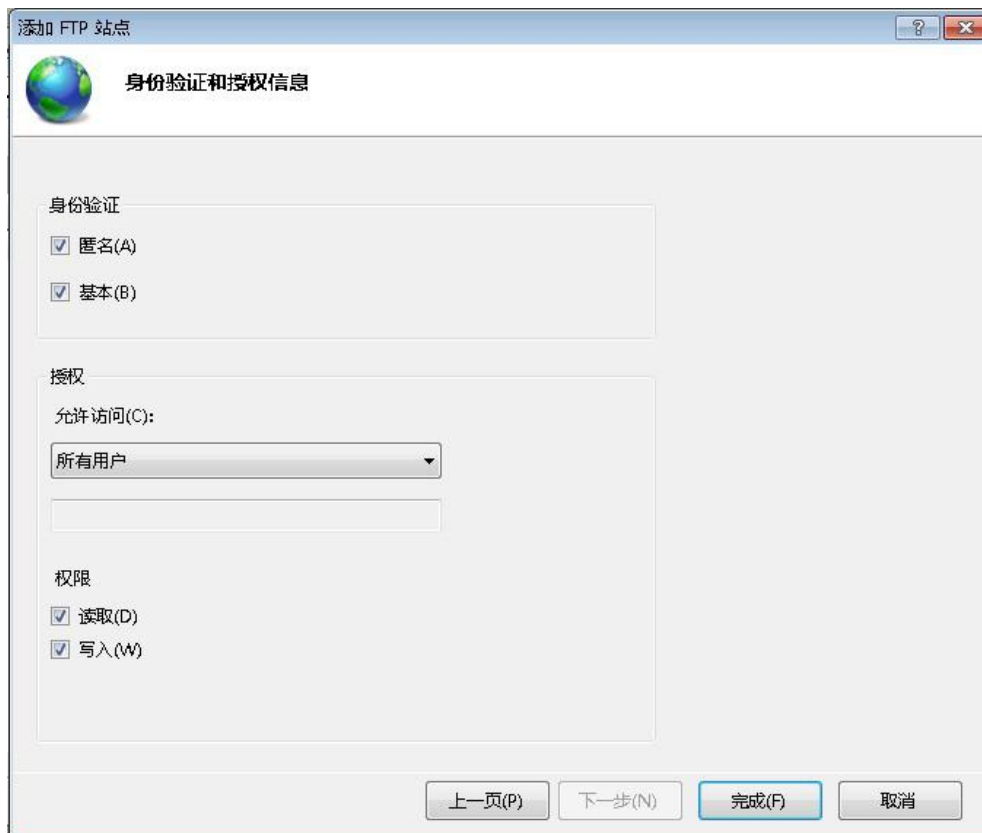 添加 FTP 站点
身份验证和授权信息
身份验证
匿名(A)
基本(B)
授权
允许访问(C):
所有用户
权限
读取(D)
写入(W)
上一页(P) 下一步(N) 完成(F) 取消